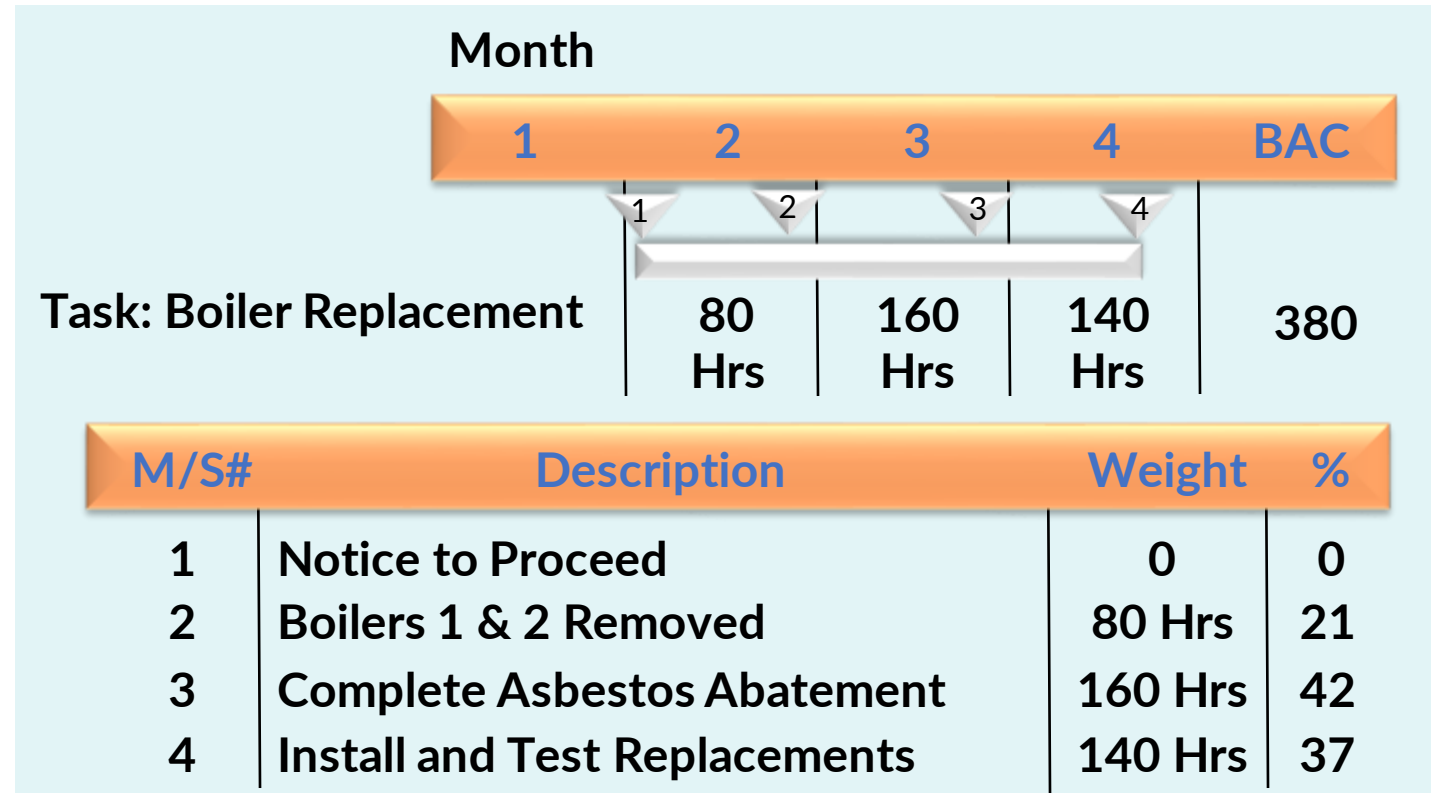 Month
1 2 3 4 BAC
1 2 3 4
Task: Boiler Replacement 80 Hrs 160 Hrs 140 Hrs 380
M/S# Description Weight %
1 Notice to Proceed 0 0
2 Boilers 1 & 2 Removed 80 Hrs 21
3 Complete Asbestos Abatement 160 Hrs 42
4 Install and Test Replacements 140 Hrs 37